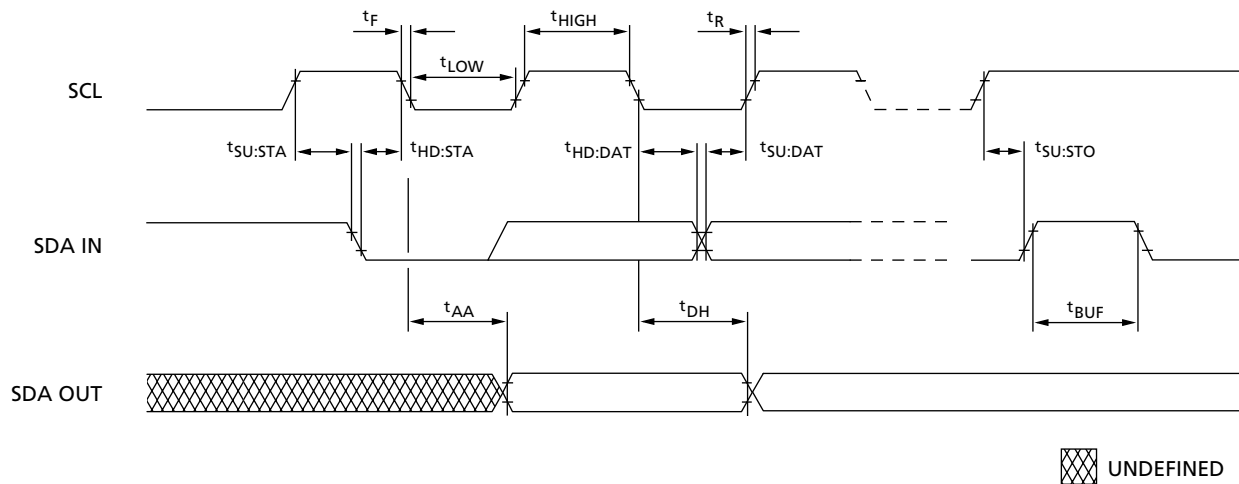 tF
tHIGH
tR
tLOW
SCL
tSU:STA
tHD:STA
tHD:DAT
tSU:DAT
tSU:STO
SDA IN
tAA
tDH
tBUF
SDA OUT
UNDEFINED